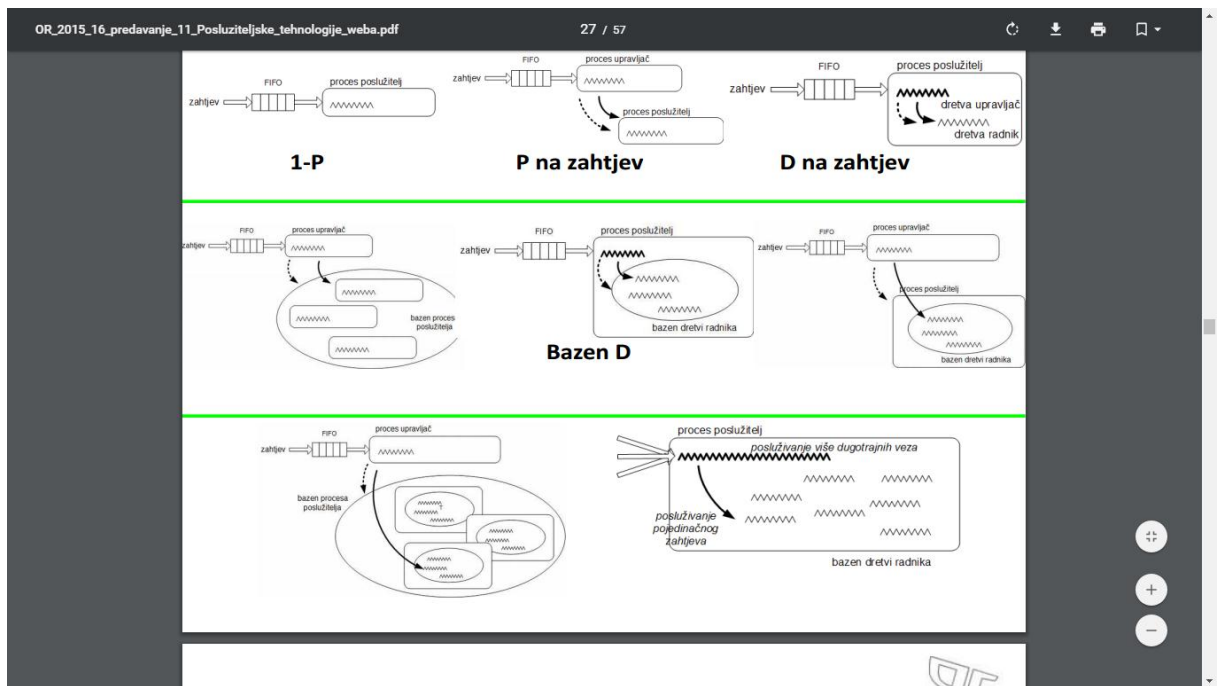 OR_2015_16_predavanje_11_Posluziteljske_tehnologije_weba.pdf
27 / 57
FIFO
proces poslužitelj
zahtjev
1-P
FIFO
proces upravljač
zahtjev
proces poslužitelj
P na zahtjev
FIFO
proces poslužitelj
zahtjev
dretva upravljač
dretva radnik
D na zahtjev
FIFO
proces upravljač
zahtjev
bazen proces
poslužitelja
FIFO
proces poslužitelj
zahtjev
bazen dretvi radnika
Bazen D
FIFO
proces upravljač
zahtjev
proces poslužitelj
bazen dretvi radnika
FIFO
proces upravljač
zahtjev
bazen procesa
poslužitelja
?
proces poslužitelj
posluživanje više dugotrajnih veza
posluživanje
pojedinačnog
zahtjeva
bazen dretvi radnika